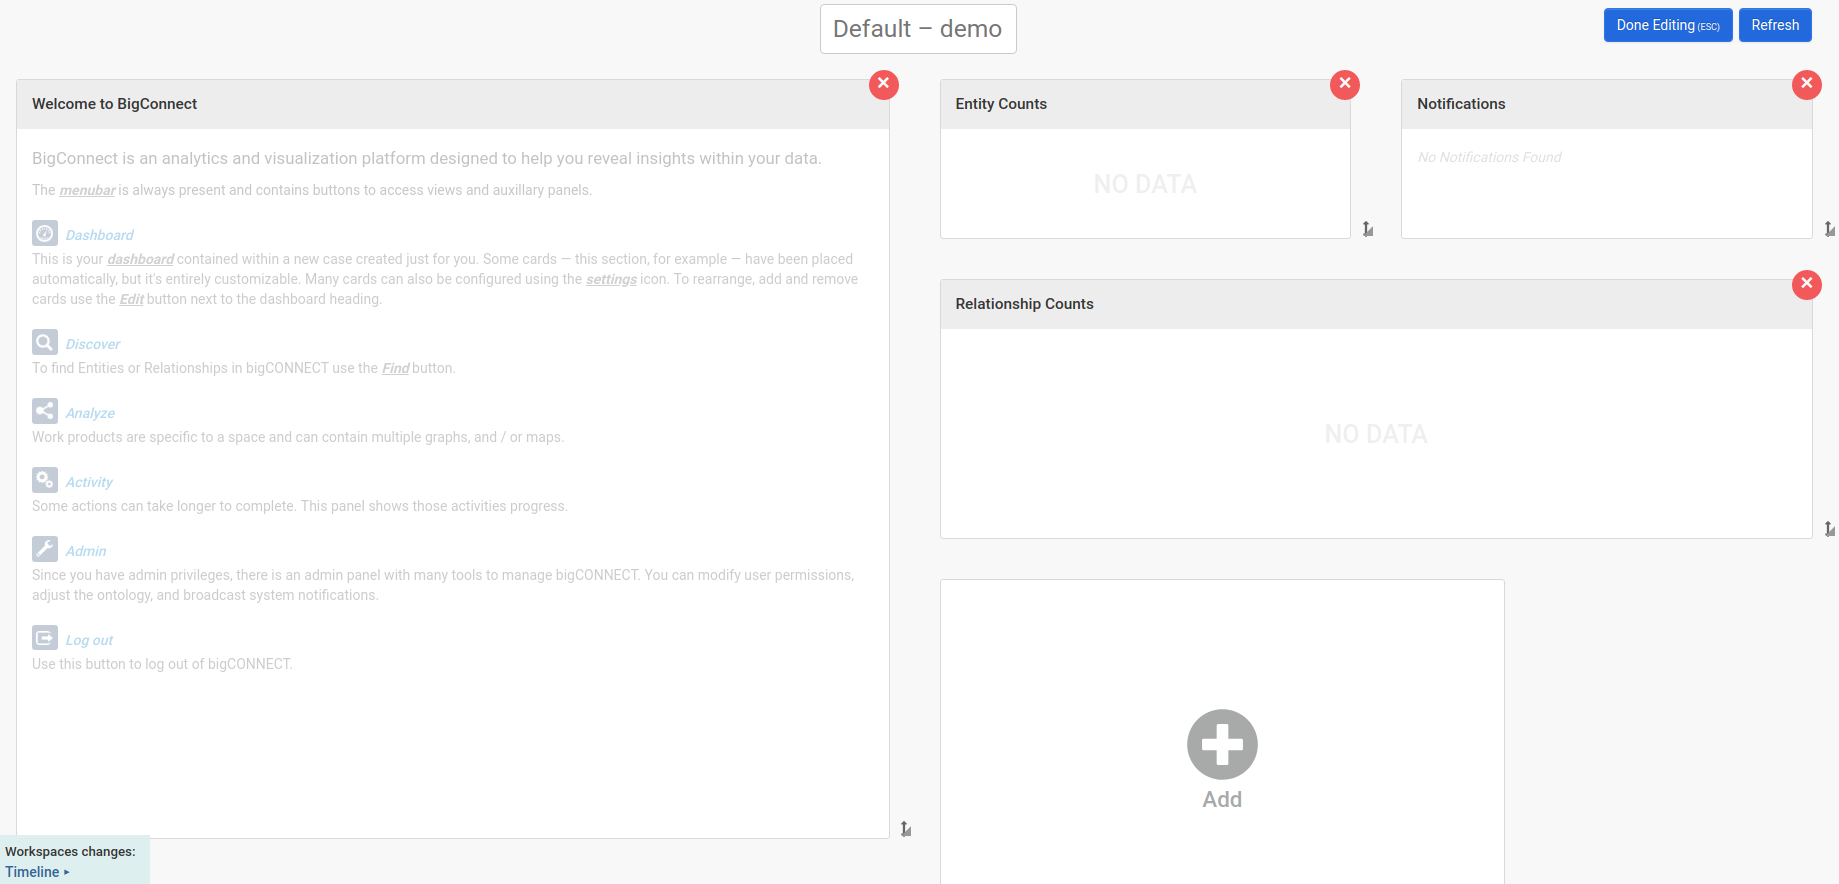 Default – demo
Done Editing (ESC)
Refresh
Welcome to BigConnect
BigConnect is an analytics and visualization platform designed to help you reveal insights within your data.
The menubar is always present and contains buttons to access views and auxillary panels.
Dashboard
This is your dashboard contained within a new case created just for you. Some cards — this section, for example — have been placed
automatically, but it's entirely customizable. Many cards can also be configured using the settings icon. To rearrange, add and remove
cards use the Edit button next to the dashboard heading.
Discover
To find Entities or Relationships in bigCONNECT use the Find button.
Analyze
Work products are specific to a space and can contain multiple graphs, and / or maps.
Activity
Some actions can take longer to complete. This panel shows those activities progress.
Admin
Since you have admin privileges, there is an admin panel with many tools to manage bigCONNECT. You can modify user permissions,
adjust the ontology, and broadcast system notifications.
Log out
Use this button to log out of bigCONNECT.
Entity Counts
NO DATA
Notifications
No Notifications Found
Relationship Counts
NO DATA
Add
Workspaces changes:
Timeline ▸